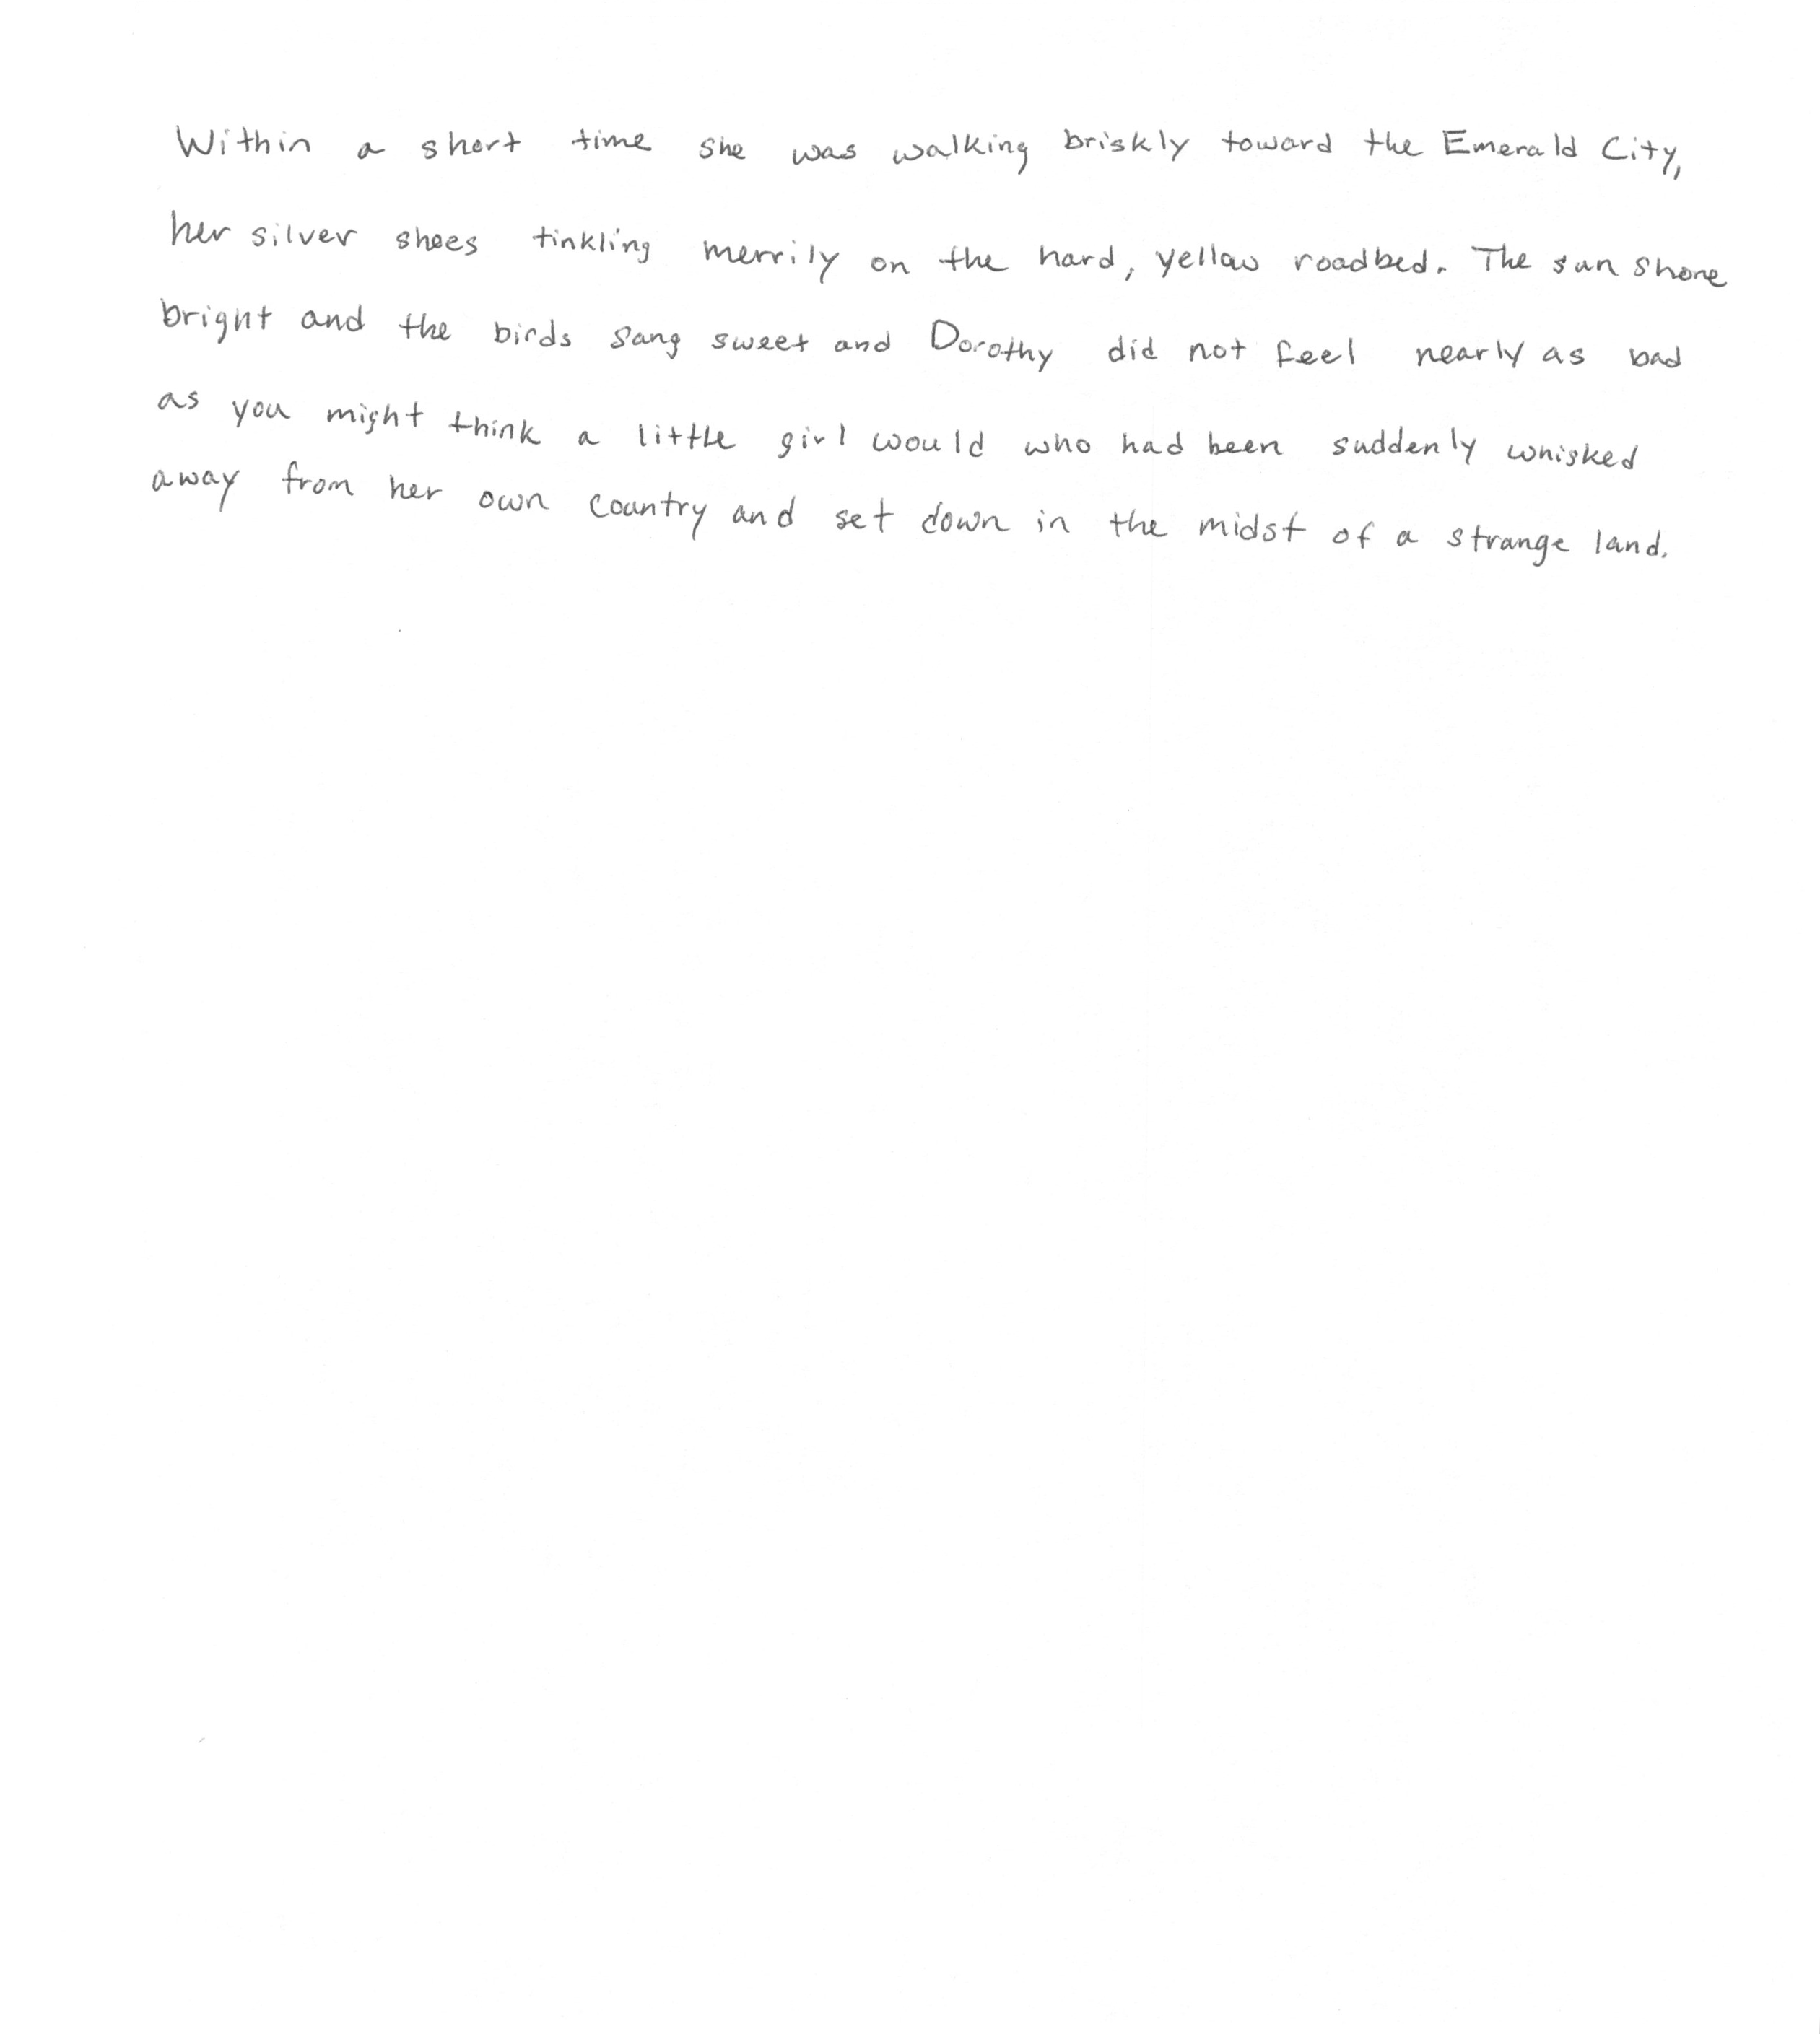 Within a short time she was walking briskly toward the Emerald City,
her silver shoes tinkling merrily on the hard, yellow roadbed. The sun shone
bright and the birds sang sweet and Dorothy did not feel nearly as bad
as you might think a little girl would who had been suddenly whisked
away from her own country and set down in the midst of a strange land.